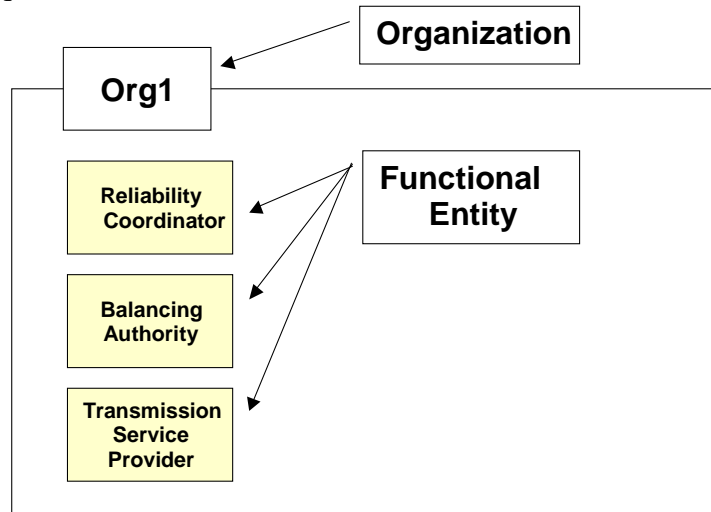 Organization
Org1
Reliability
Coordinator
Functional
Entity
Balancing
Authority
Transmission
Service
Provider